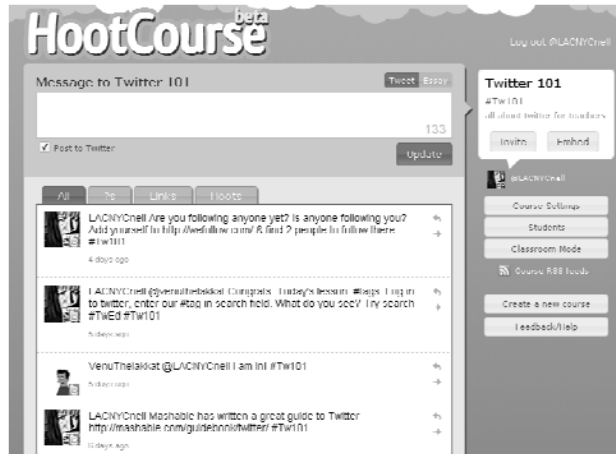 HootCourse
beta
Log out @LACNYCnell
Message to Twitter 101
Tweet Essay
133
Post to Twitter
Update
Twitter 101
#Tw101
all about twitter for teachers
Invite Embed
@LACNYCnell
Course Settings
Students
Classroom Mode
Course RSS feeds
Create a new course
Feedback/Help
All ?s Links Hoots
LACNYCnell Are you following anyone yet? Is anyone following you?
Add yourself to http://wefollow.com/ & find 2 people to follow there
#Tw101
4 days ago
LACNYCnell @venuthelakkat Congrats. Today's lesson: #tags. Log in
to twitter, enter our #tag in search field. What do you see? Try search
#TwEd #Tw101
5 days ago
VenuThelakkat @LACNYCnell I am in! #Tw101
5 days ago
LACNYCnell Mashable has written a great guide to Twitter
http://mashable.com/guidebook/twitter/ #Tw101
days ago